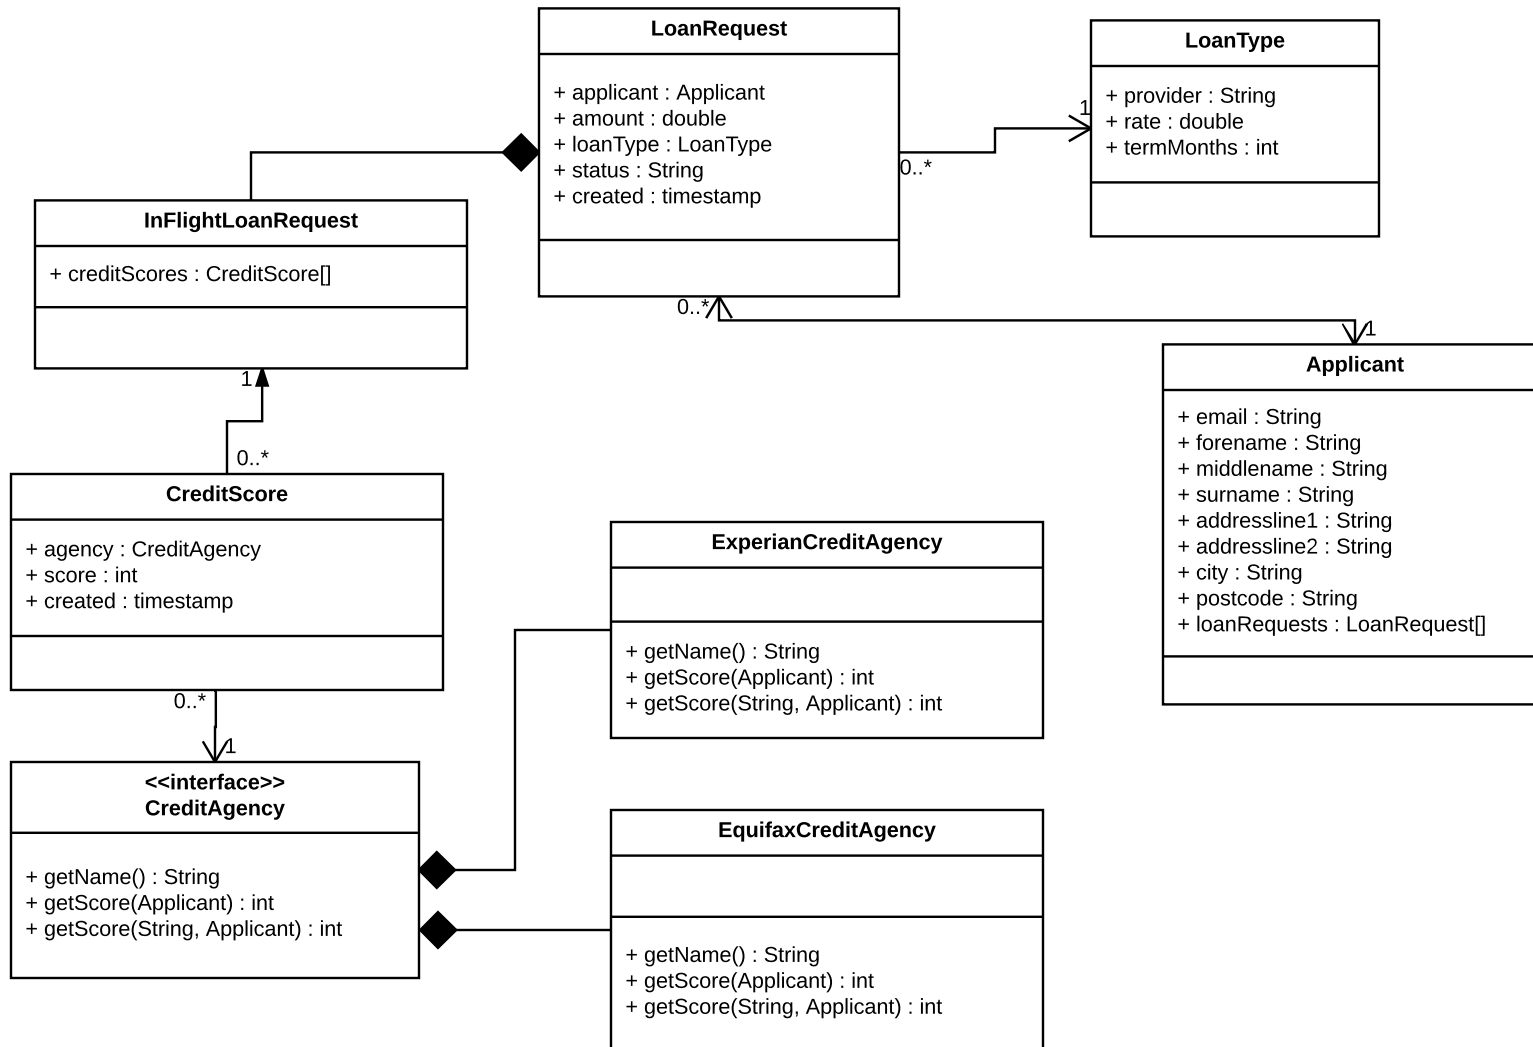 LoanRequest
+ applicant : Applicant
+ amount : double
+ loanType : LoanType
+ status : String
+ created : timestamp
LoanType
+ provider : String
+ rate : double
+ termMonths : int
1
0..*
InFlightLoanRequest
+ creditScores : CreditScore[]
0..*
1
Applicant
+ email : String
+ forename : String
+ middlename : String
+ surname : String
+ addressline1 : String
+ addressline2 : String
+ city : String
+ postcode : String
+ loanRequests : LoanRequest[]
1
0..*
CreditScore
+ agency : CreditAgency
+ score : int
+ created : timestamp
0..*
1
<<interface>>
CreditAgency
+ getName() : String
+ getScore(Applicant) : int
+ getScore(String, Applicant) : int
ExperianCreditAgency
+ getName() : String
+ getScore(Applicant) : int
+ getScore(String, Applicant) : int
EquifaxCreditAgency
+ getName() : String
+ getScore(Applicant) : int
+ getScore(String, Applicant) : int